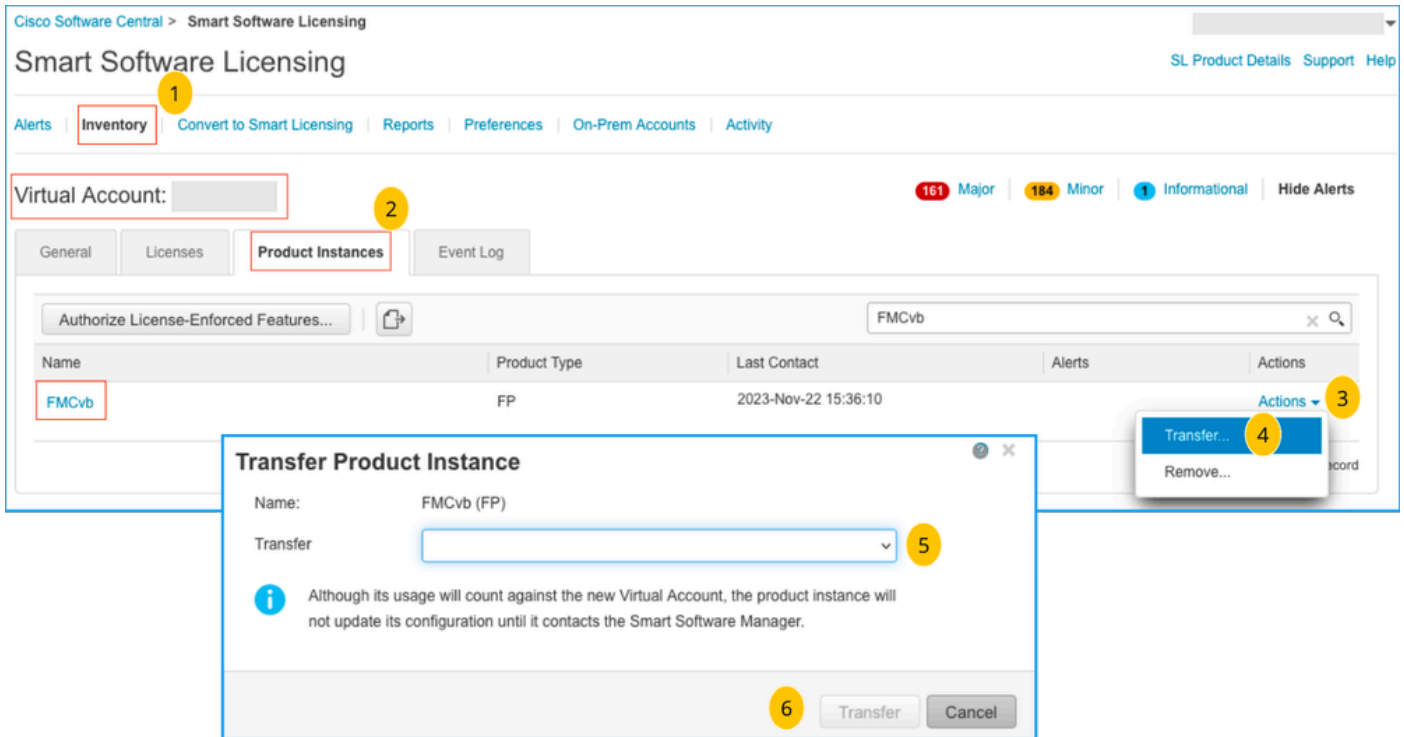 Cisco Software Central > Smart Software Licensing
Smart Software Licensing
SL Product Details Support Help
1
Alerts Inventory Convert to Smart Licensing Reports Preferences On-Prem Accounts Activity
Virtual Account:
161 Major 184 Minor 1 Informational Hide Alerts
2
General Licenses Product Instances Event Log
Authorize License-Enforced Features...
FMCvb
Name Product Type Last Contact Alerts Actions
FMCvb FP 2023-Nov-22 15:36:10 Actions 3
Transfer... 4
Remove...
Transfer Product Instance
Name: FMCvb (FP)
Transfer 5
Although its usage will count against the new Virtual Account, the product instance will
not update its configuration until it contacts the Smart Software Manager.
6 Transfer Cancel